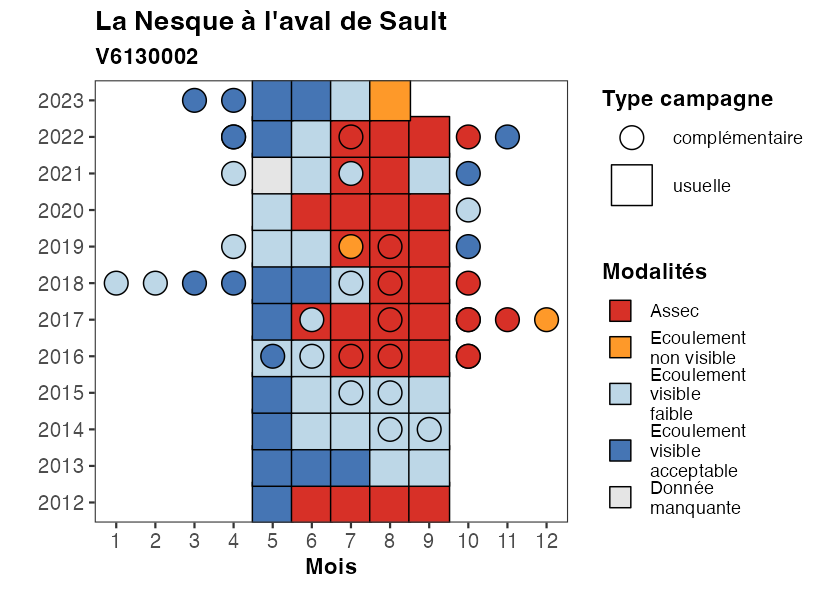 La Nesque à l'aval de Sault
V6130002
2023
2022
2021
2020
2019
2018
2017
2016
2015
2014
2013
2012
1 2 3 4 5 6 7 8 9 10 11 12
Mois
Type campagne
complémentaire
usuelle
Modalités
Assec
Ecoulement
non visible
Ecoulement
visible
faible
Ecoulement
visible
acceptable
Donnée
manquante